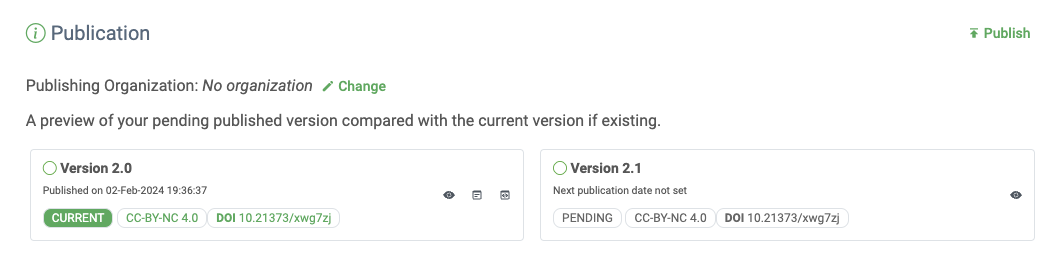 Publication
Publish
Publishing Organization: No organization Change
A preview of your pending published version compared with the current version if existing.
Version 2.0
Published on 02-Feb-2024 19:36:37
CURRENT CC-BY-NC 4.0 DOI 10.21373/xwg7zj
Version 2.1
Next publication date not set
PENDING CC-BY-NC 4.0 DOI 10.21373/xwg7zj